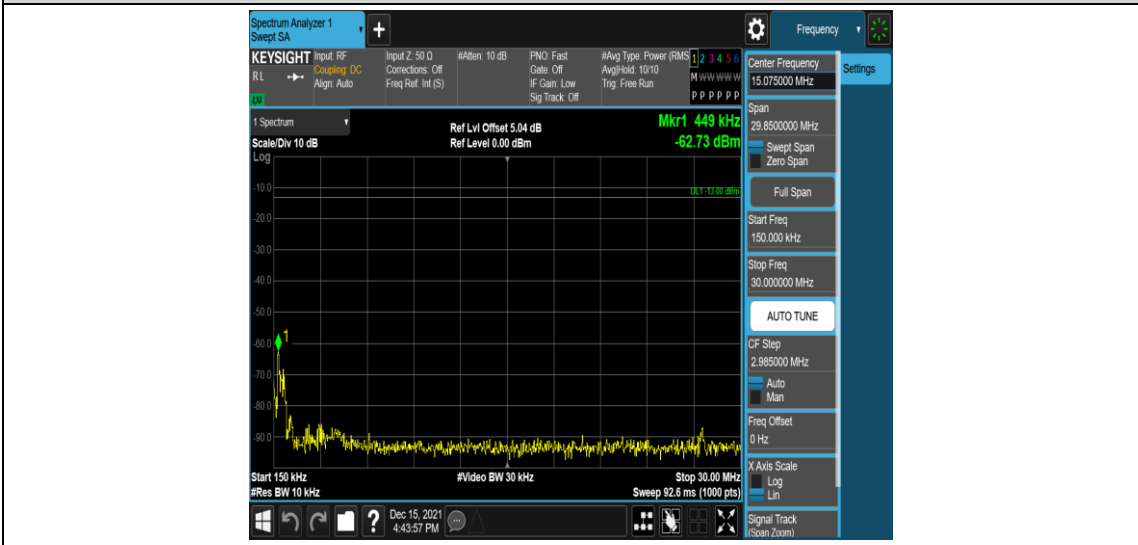 Spectrum Analyzer 1
Swept SA
+
Frequency
KEYSIGHT
R L
Input: RF
Coupling: DC
Align: Auto
Input Z: 50 Ω
Corrections: Off
Freq Ref: Int (S)
#Atten: 10 dB
PNO: Fast
Gate: Off
IF Gain: Low
Sig Track: Off
#Avg Type: Power (RMS
Avg|Hold: 10/10
Trig: Free Run
1 2 3 4 5 6
M W W W W W
P P P P P P
1 Spectrum
Scale/Div 10 dB
Log
Ref Lvl Offset 5.04 dB
Ref Level 0.00 dBm
Mkr1 449 kHz
-62.73 dBm
DL1 -13.00 dBm
-10.0
-20.0
-30.0
-40.0
-50.0
-60.0
-70.0
-80.0
-90.0
1
Start 150 kHz
#Res BW 10 kHz
#Video BW 30 kHz
Stop 30.00 MHz
Sweep 92.6 ms (1000 pts)
Center Frequency
15.075000 MHz
Span
29.8500000 MHz
Swept Span
Zero Span
Full Span
Start Freq
150.000 kHz
Stop Freq
30.000000 MHz
AUTO TUNE
CF Step
2.985000 MHz
Auto
Man
Freq Offset
0 Hz
X Axis Scale
Log
Lin
Signal Track
(Span Zoom)
Settings
?
Dec 15, 2021
4:43:57 PM